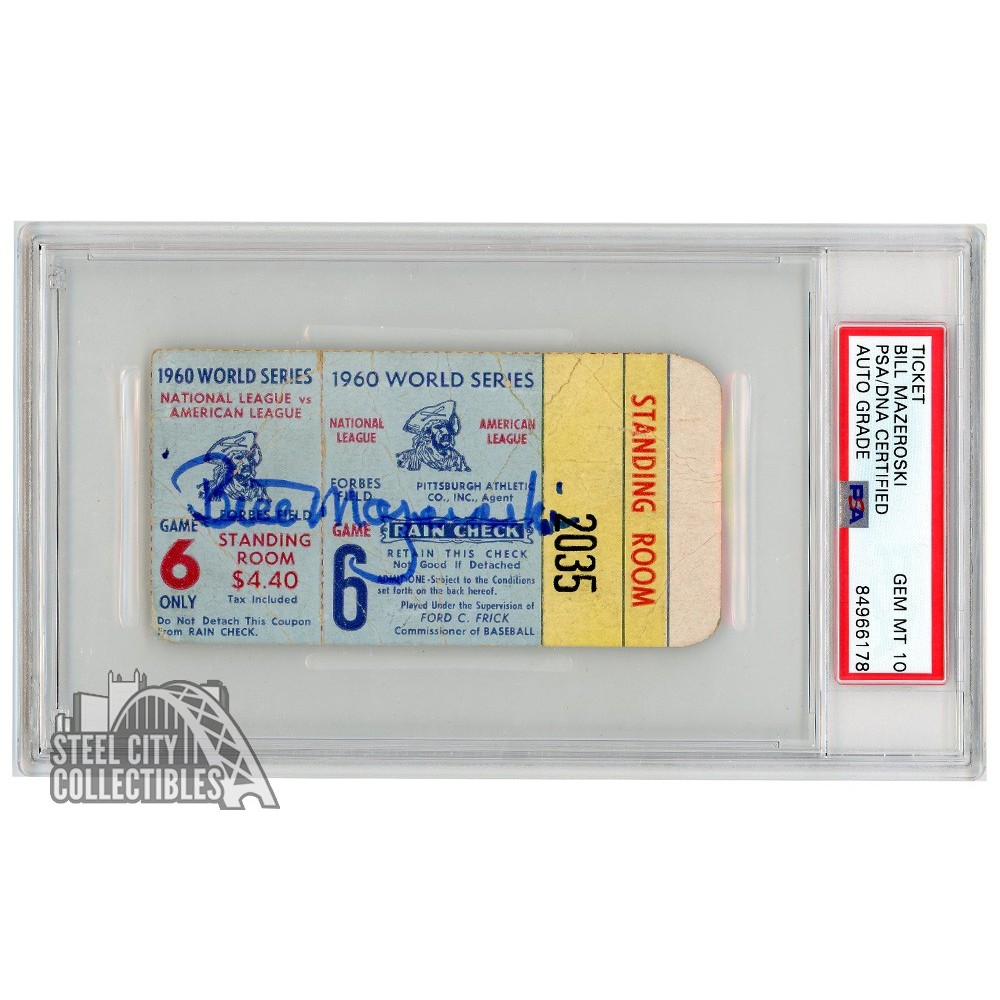 1960 WORLD SERIES
NATIONAL LEAGUE vs
AMERICAN LEAGUE
FORBES FIELD
GAME
6
ONLY
STANDING
ROOM
$4.40
Tax Included
Do Not Detach This Coupon
from RAIN CHECK.
1960 WORLD SERIES
NATIONAL
LEAGUE
AMERICAN
LEAGUE
FORBES
FIELD
PITTSBURGH ATHLETIC
CO., INC., Agent
GAME
6
RAIN CHECK
RETAIN THIS CHECK
Not Good If Detached
ADMITONE-Subject to the Conditions
set forth on the back hereof.
Played Under the Supervision of
FORD C. FRICK
Commissioner of BASEBALL
Bill Mazeroski
2035
STANDING ROOM
TICKET
BILL MAZEROSKI
PSA/DNA CERTIFIED
AUTO GRADE
GEM MT 10
84966178
PSA
STEEL CITY
COLLECTIBLES